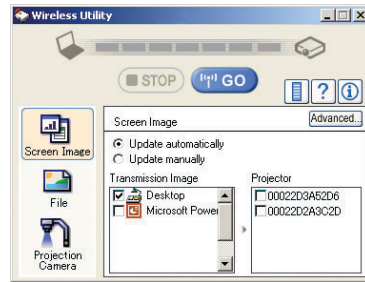 Wireless Utility
STOP
GO
?
Screen Image
Advanced...
Screen Image
Update automatically
Update manually
Transmission Image
Projector
Desktop
Microsoft Power
00022D3A52D6
00022D2A3C2D
File
Projection
Camera